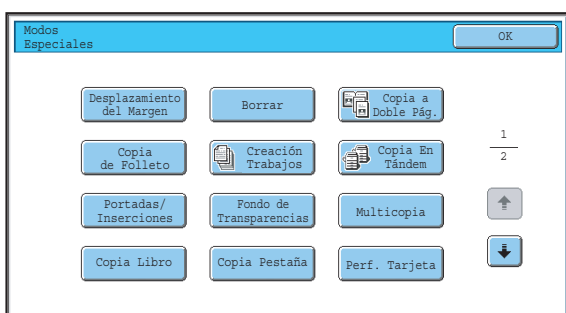 Modos
Especiales
OK
Desplazamiento
del Margen
Borrar
Copia a
Doble Pág.
Copia
de Folleto
Creación
Trabajos
Copia En
Tándem
1
2
Portadas/
Inserciones
Fondo de
Transparencias
Multicopia
Copia Libro
Copia Pestaña
Perf. Tarjeta